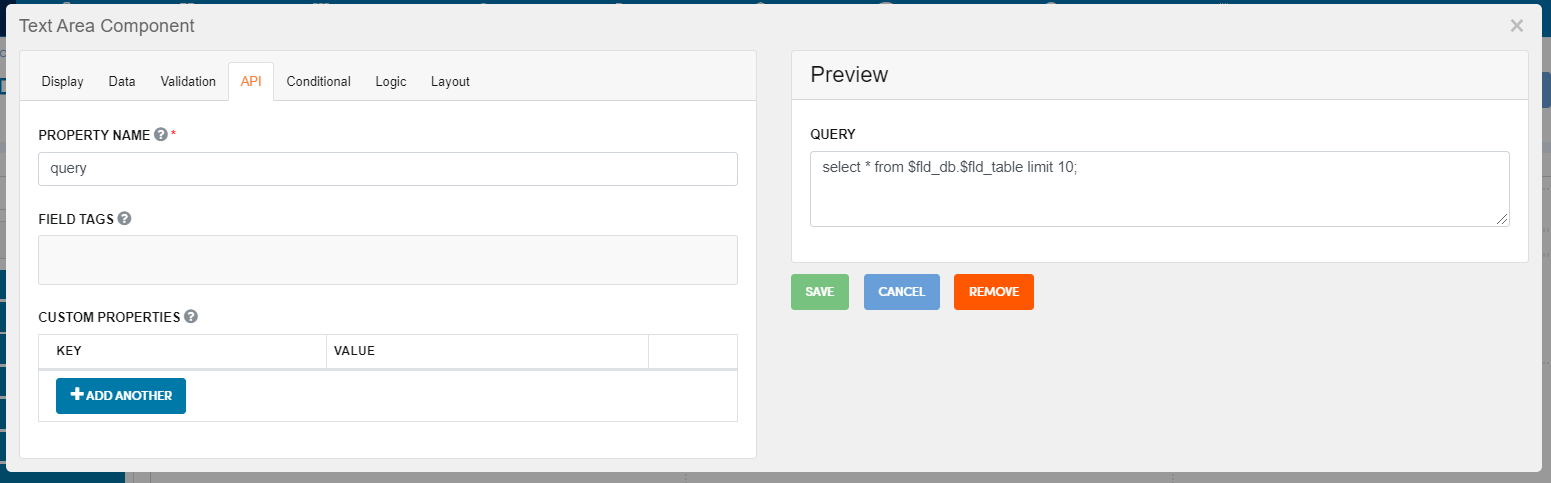 Text Area Component
×
Display Data Validation API Conditional Logic Layout
PROPERTY NAME ? *
query
FIELD TAGS ?
CUSTOM PROPERTIES ?
KEY VALUE
+ ADD ANOTHER
Preview
QUERY
select * from $fld_db.$fld_table limit 10;
SAVE CANCEL REMOVE